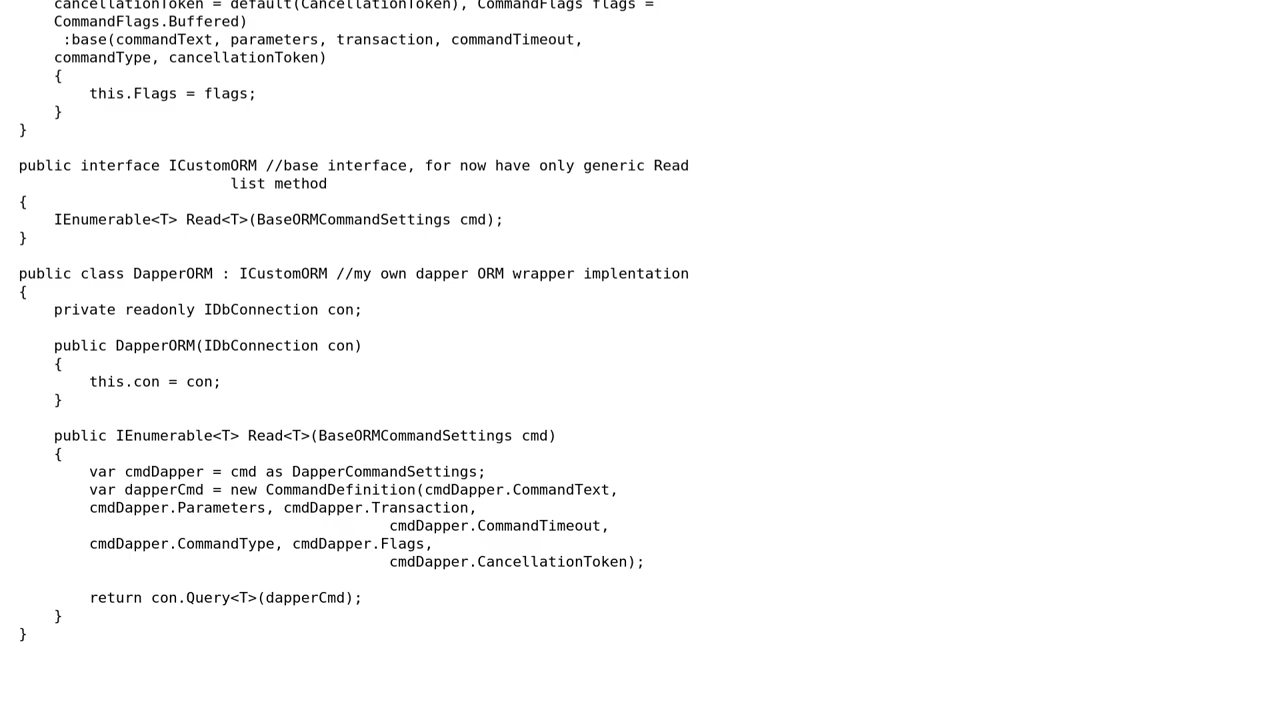 cancellationToken = default(CancellationToken), CommandFlags flags =
    CommandFlags.Buffered)
     :base(commandText, parameters, transaction, commandTimeout,
    commandType, cancellationToken)
    {
        this.Flags = flags;
    }
}

public interface ICustomORM //base interface, for now have only generic Read
                        list method
{
    IEnumerable<T> Read<T>(BaseORMCommandSettings cmd);
}

public class DapperORM : ICustomORM //my own dapper ORM wrapper implentation
{
    private readonly IDbConnection con;

    public DapperORM(IDbConnection con)
    {
        this.con = con;
    }

    public IEnumerable<T> Read<T>(BaseORMCommandSettings cmd)
    {
        var cmdDapper = cmd as DapperCommandSettings;
        var dapperCmd = new CommandDefinition(cmdDapper.CommandText,
        cmdDapper.Parameters, cmdDapper.Transaction,
                                          cmdDapper.CommandTimeout,
        cmdDapper.CommandType, cmdDapper.Flags,
                                          cmdDapper.CancellationToken);

        return con.Query<T>(dapperCmd);
    }
}